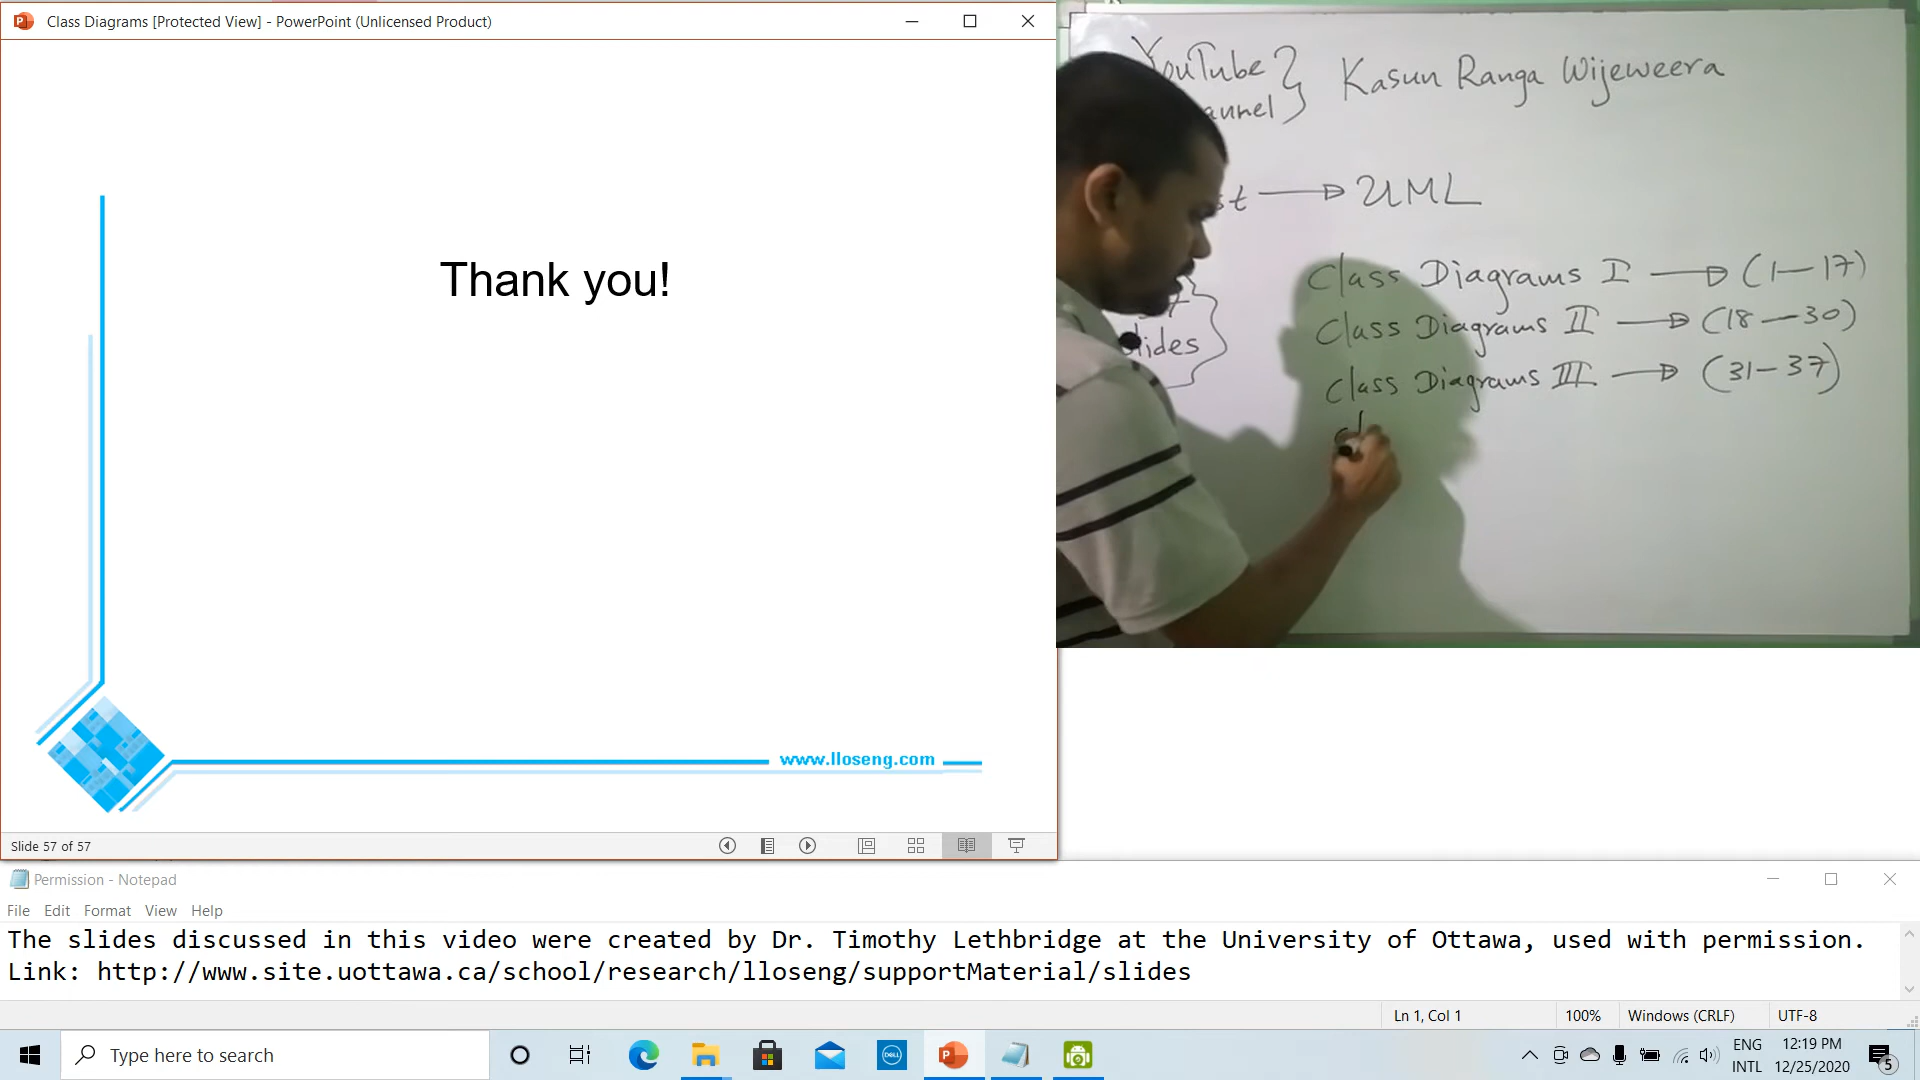 Class Diagrams [Protected View] - PowerPoint (Unlicensed Product)
Thank you!
www.lloseng.com
Slide 57 of 57
YouTube
Kasun Ranga Wijeweera
UML
Class Diagrams I (1-17)
Class Diagrams II (18-30)
Class Diagrams III (31-37)
Permission - Notepad
File Edit Format View Help
The slides discussed in this video were created by Dr. Timothy Lethbridge at the University of Ottawa, used with permission.
Link: http://www.site.uottawa.ca/school/research/lloseng/supportMaterial/slides
Ln 1, Col 1 100% Windows (CRLF) UTF-8
Type here to search
DELL
ENG
INTL
12:19 PM
12/25/2020
5